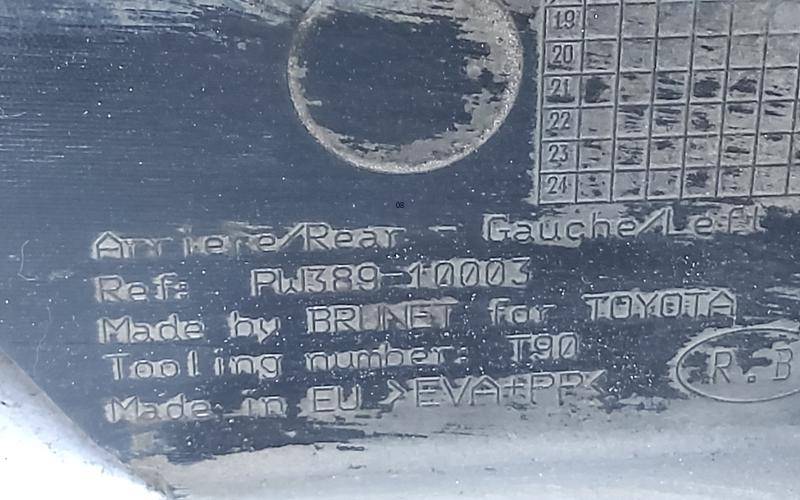 19
20
21
22
23
24
08
Arriere/Rear - Gauche/Left
Ref: PW389-10003
Made by BRUNET for TOYOTA
Tooling number: T90
R.B
Made in EU >EVA+PP<